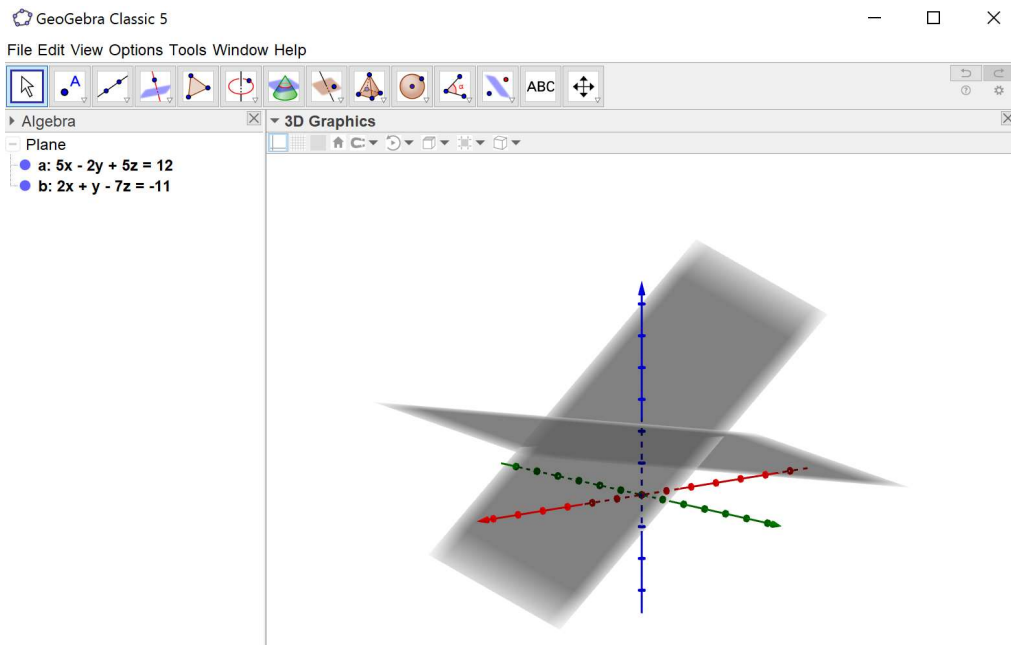 GeoGebra Classic 5
File Edit View Options Tools Window Help
A
ABC
Algebra
3D Graphics
Plane
a: 5x - 2y + 5z = 12
b: 2x + y - 7z = -11